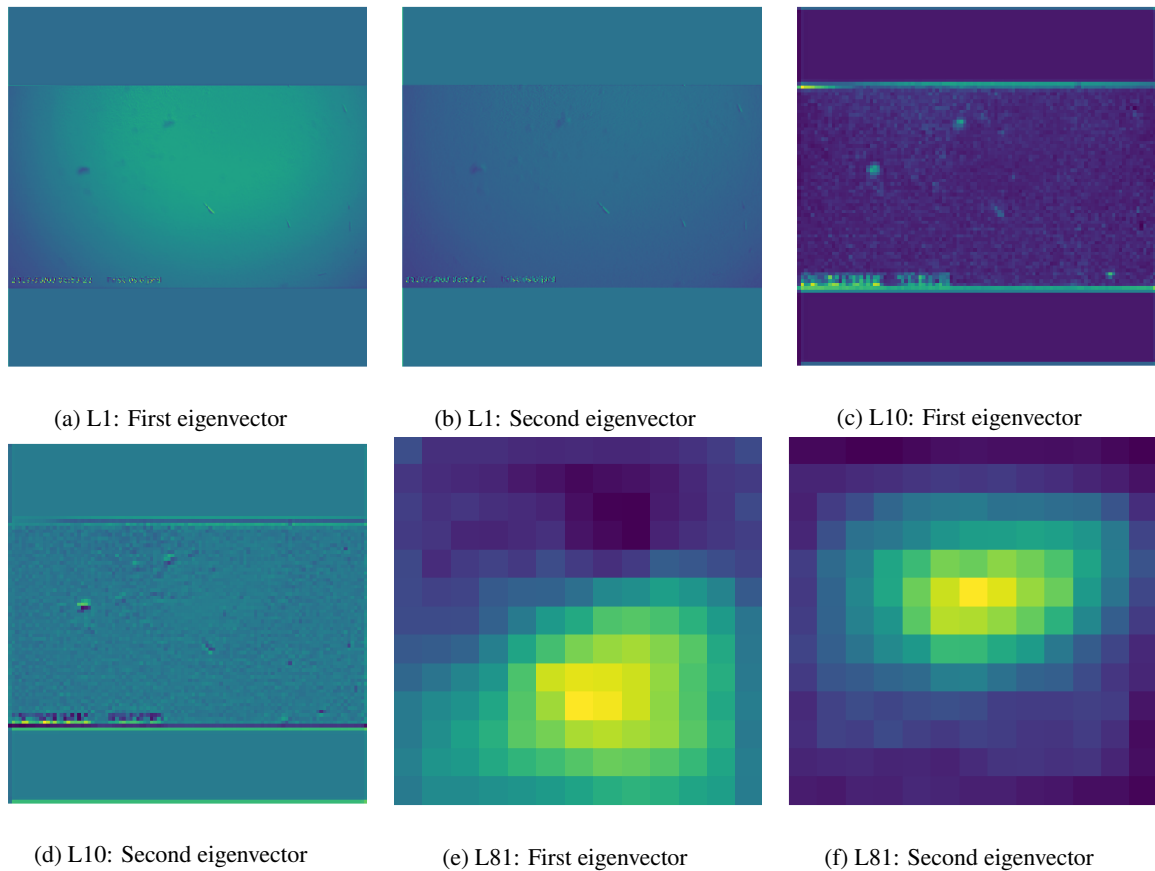 (a) L1: First eigenvector
(b) L1: Second eigenvector
(c) L10: First eigenvector
(d) L10: Second eigenvector
(e) L81: First eigenvector
(f) L81: Second eigenvector